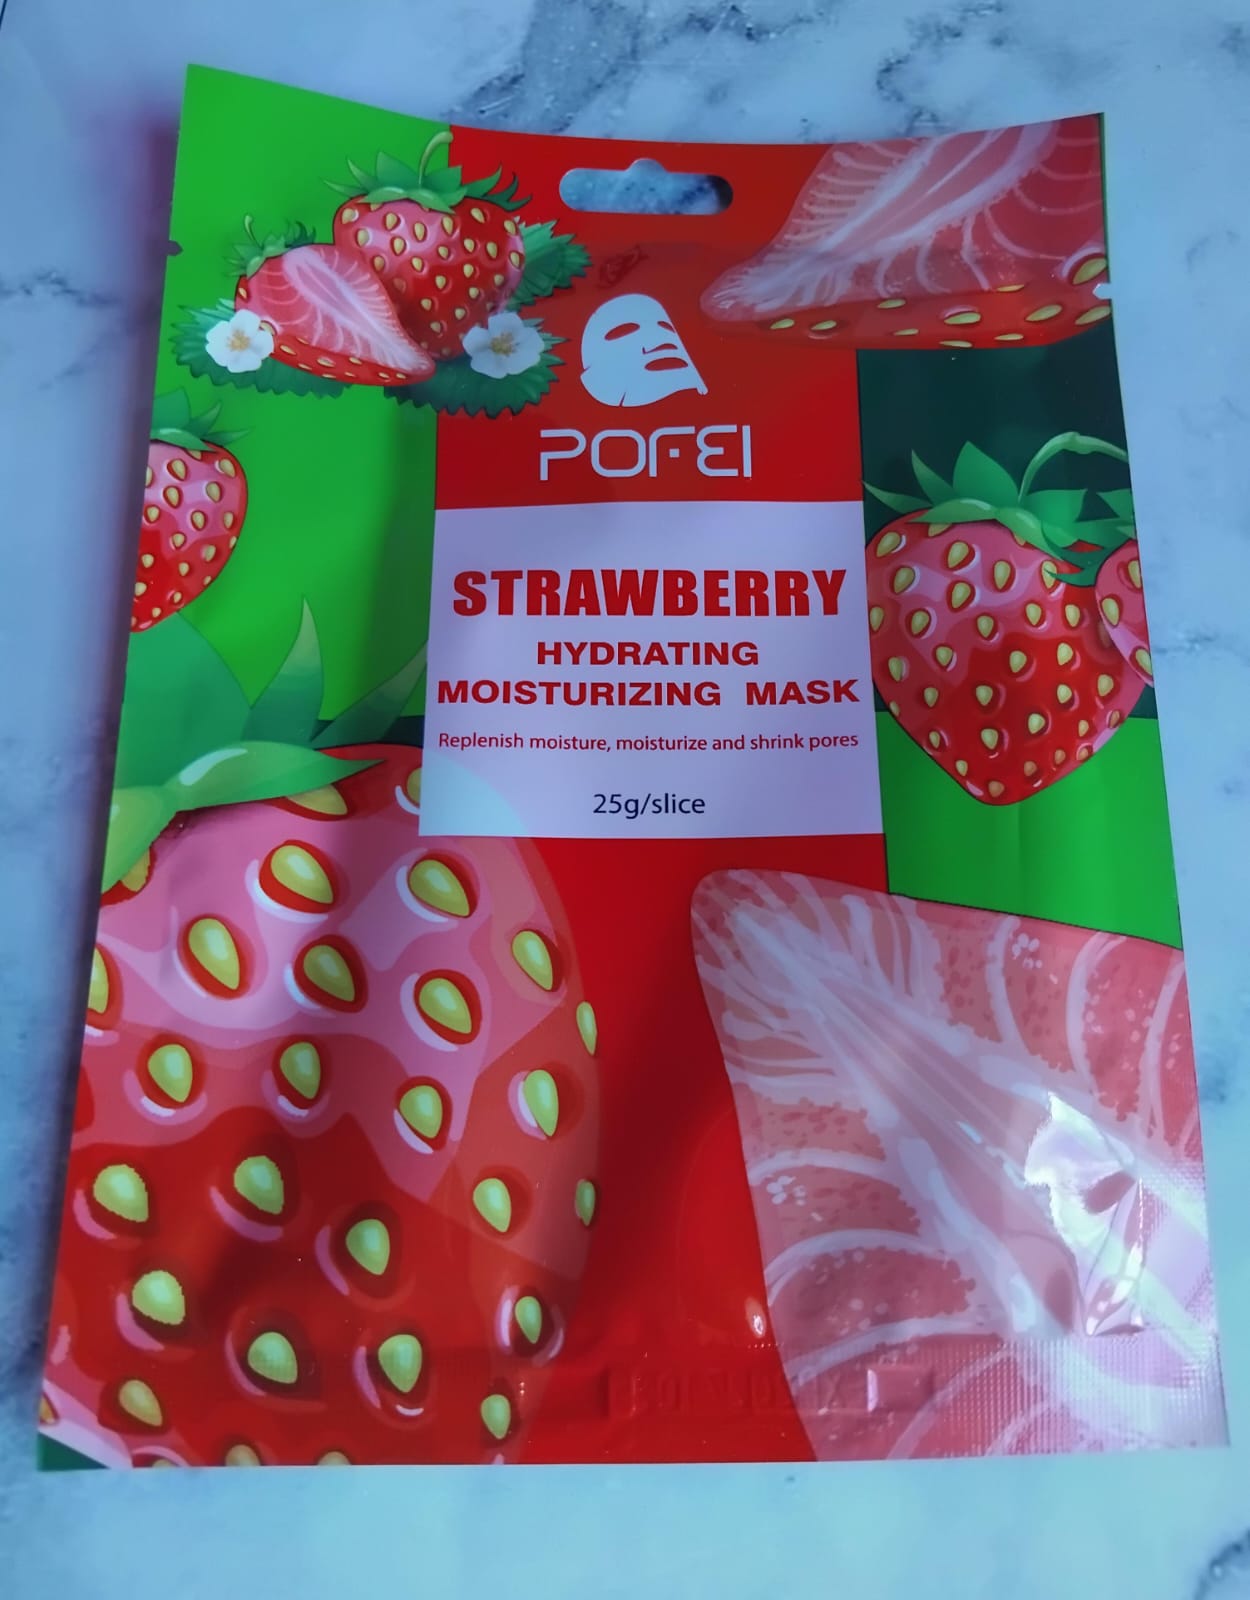 POFEI
STRAWBERRY
HYDRATING
MOISTURIZING MASK
Replenish moisture, moisturize and shrink pores
25g/slice